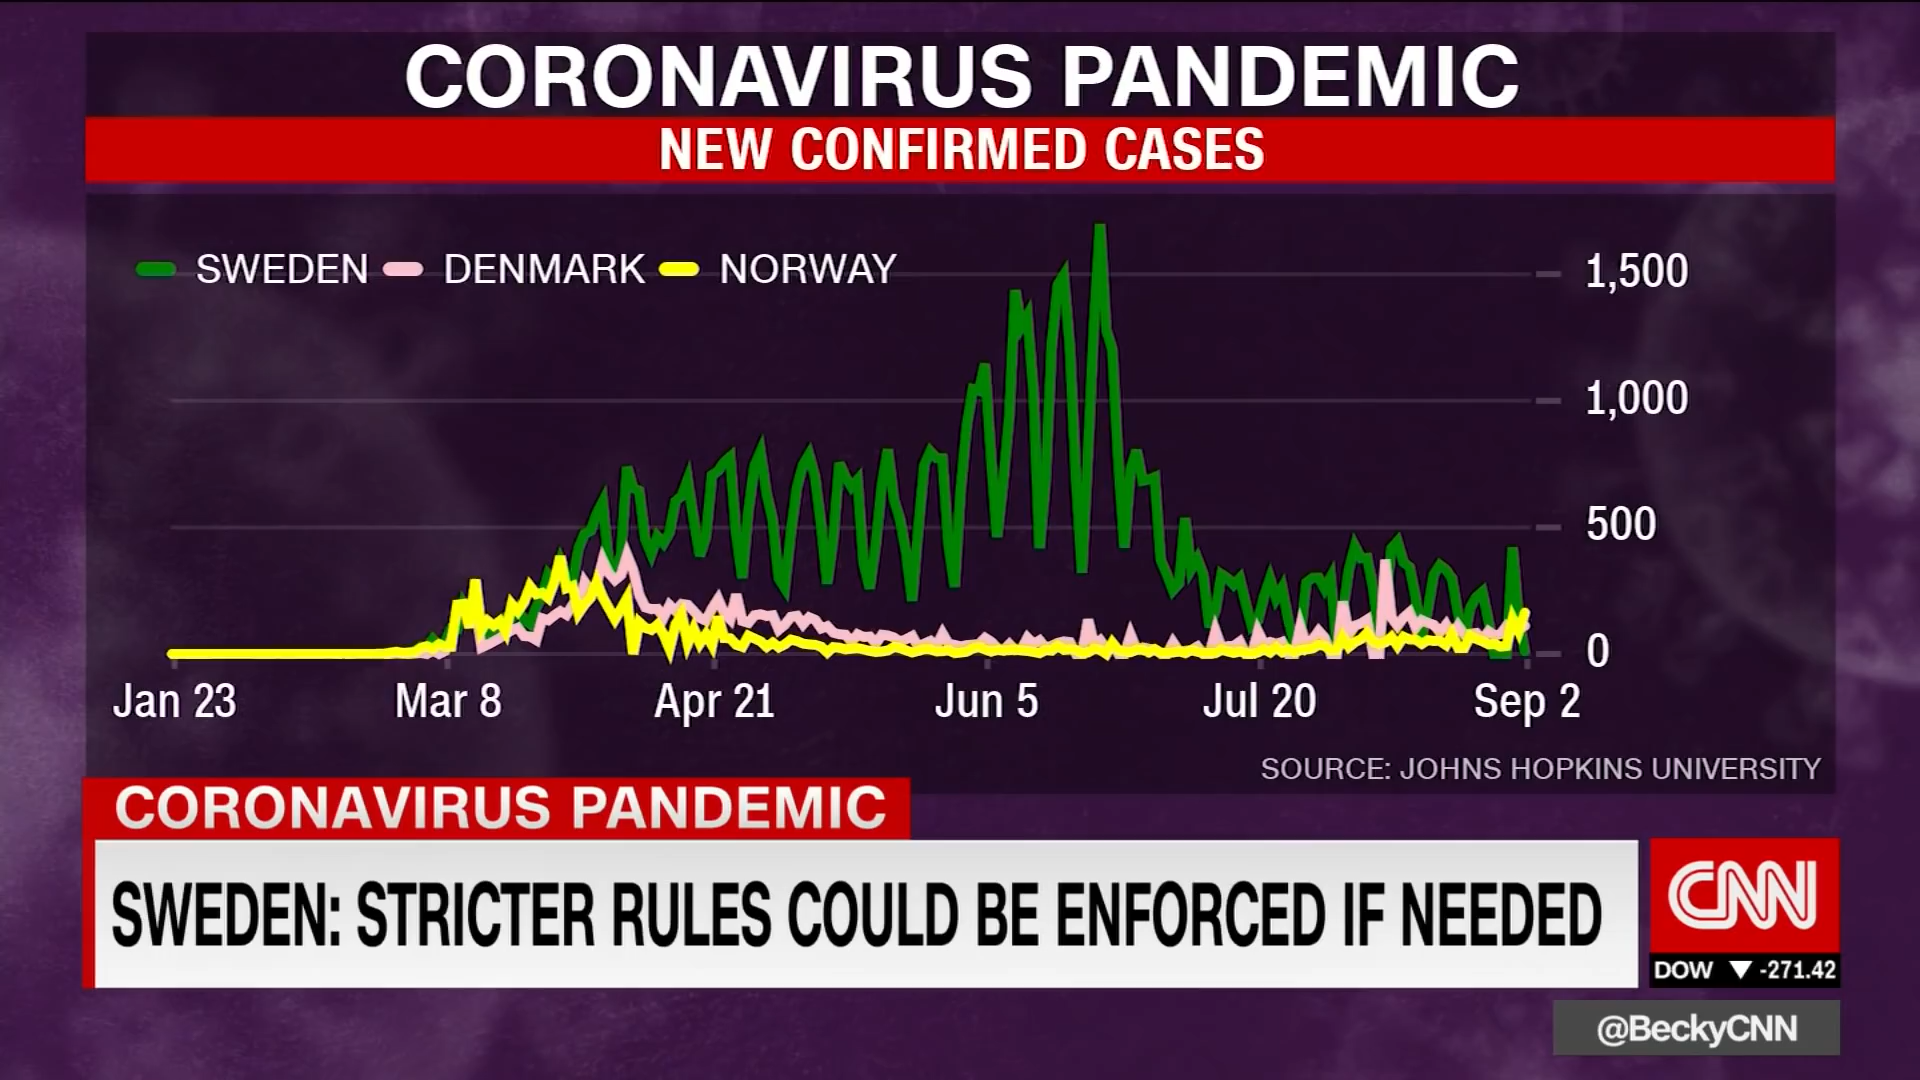 CORONAVIRUS PANDEMIC
NEW CONFIRMED CASES
SWEDEN DENMARK NORWAY
1,500
1,000
500
0
Jan 23 Mar 8 Apr 21 Jun 5 Jul 20 Sep 2
SOURCE: JOHNS HOPKINS UNIVERSITY
CORONAVIRUS PANDEMIC
SWEDEN: STRICTER RULES COULD BE ENFORCED IF NEEDED
CNN
DOW ▼ -271.42
@BeckyCNN